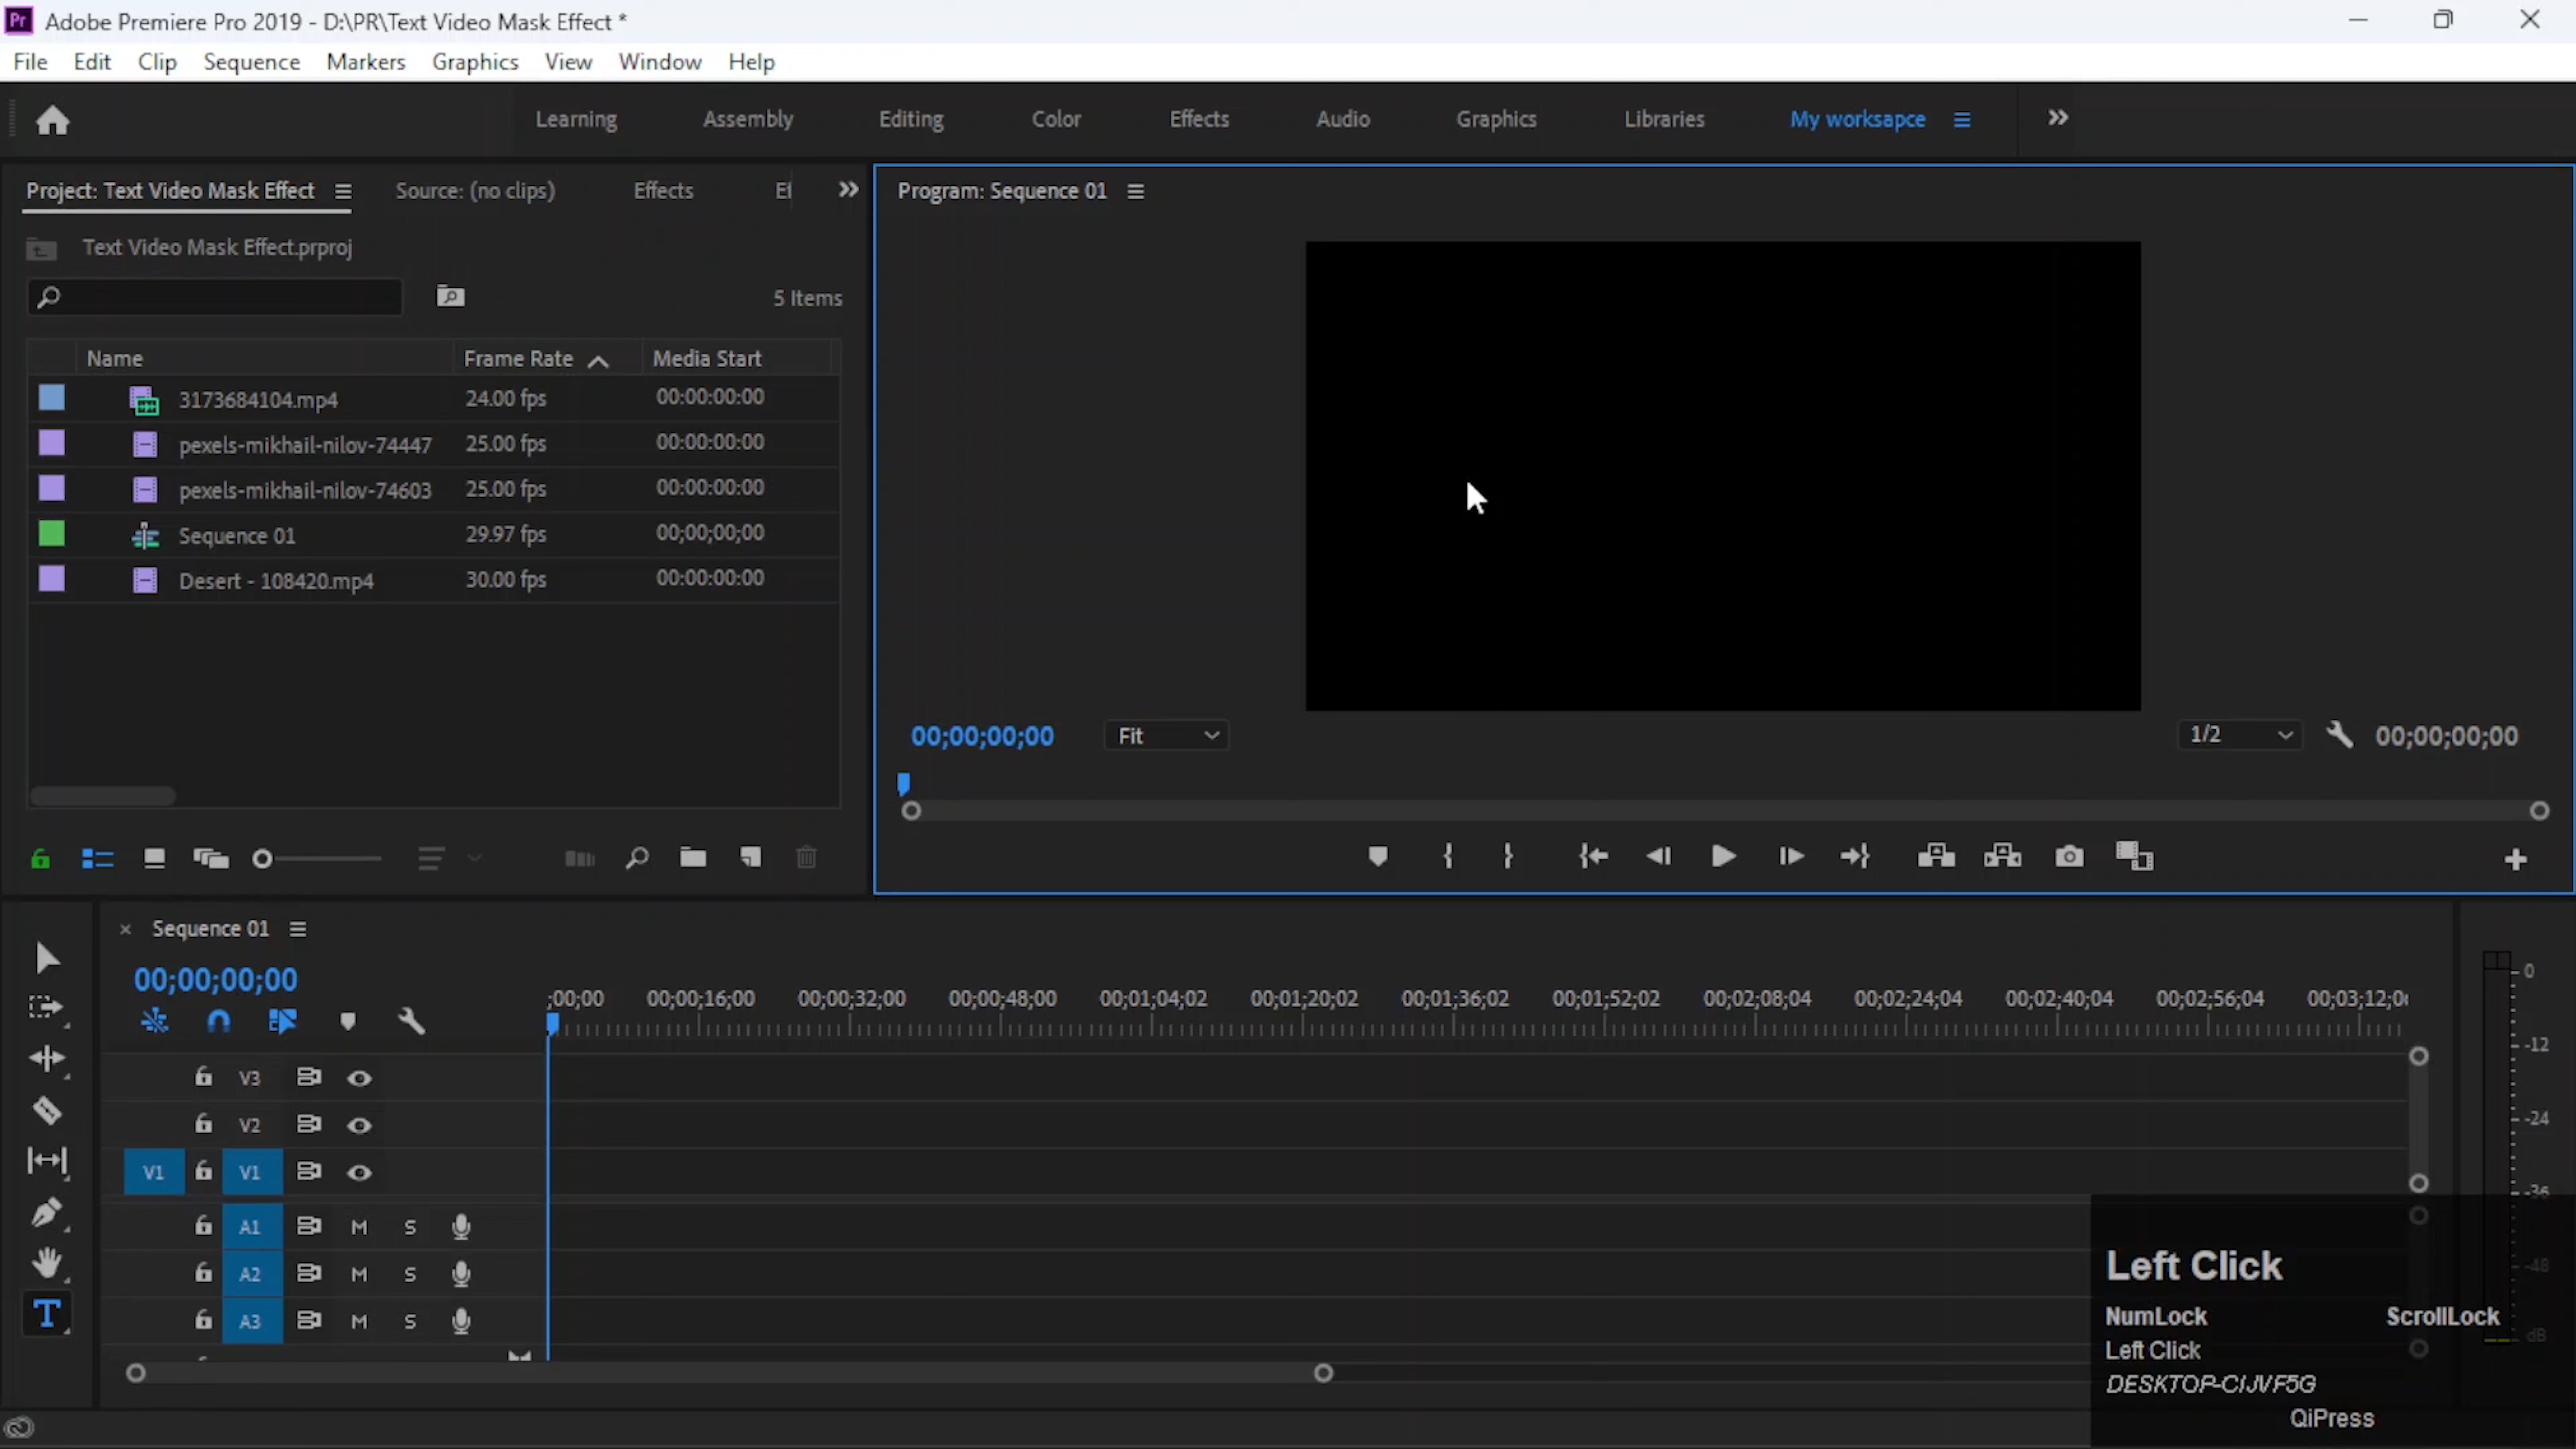 Adobe Premiere Pro 2019 - D:\PR\Text Video Mask Effect *
File Edit Clip Sequence Markers Graphics View Window Help
Learning Assembly Editing Color Effects Audio Graphics Libraries My worksapce
Project: Text Video Mask Effect Source: (no clips) Effects
Program: Sequence 01
Text Video Mask Effect.prproj
5 Items
Name Frame Rate Media Start
3173684104.mp4 24.00 fps 00:00:00:00
pexels-mikhail-nilov-74447 25.00 fps 00:00:00:00
pexels-mikhail-nilov-74603 25.00 fps 00:00:00:00
Sequence 01 29.97 fps 00;00;00;00
Desert - 108420.mp4 30.00 fps 00:00:00:00
00;00;00;00 Fit 1/2 00;00;00;00
Sequence 01
00;00;00;00
;00;00 00;00;16;00 00;00;32;00 00;00;48;00 00;01;04;02 00;01;20;02 00;01;36;02 00;01;52;02 00;02;08;04 00;02;24;04 00;02;40;04 00;02;56;04 00;03;12;0
V3
V2
V1 V1
A1 M S
A2 M S
A3 M S
0
-12
-24
-36
-48
dB
Left Click
NumLock ScrollLock
Left Click
DESKTOP-CIJVF5G
QiPress